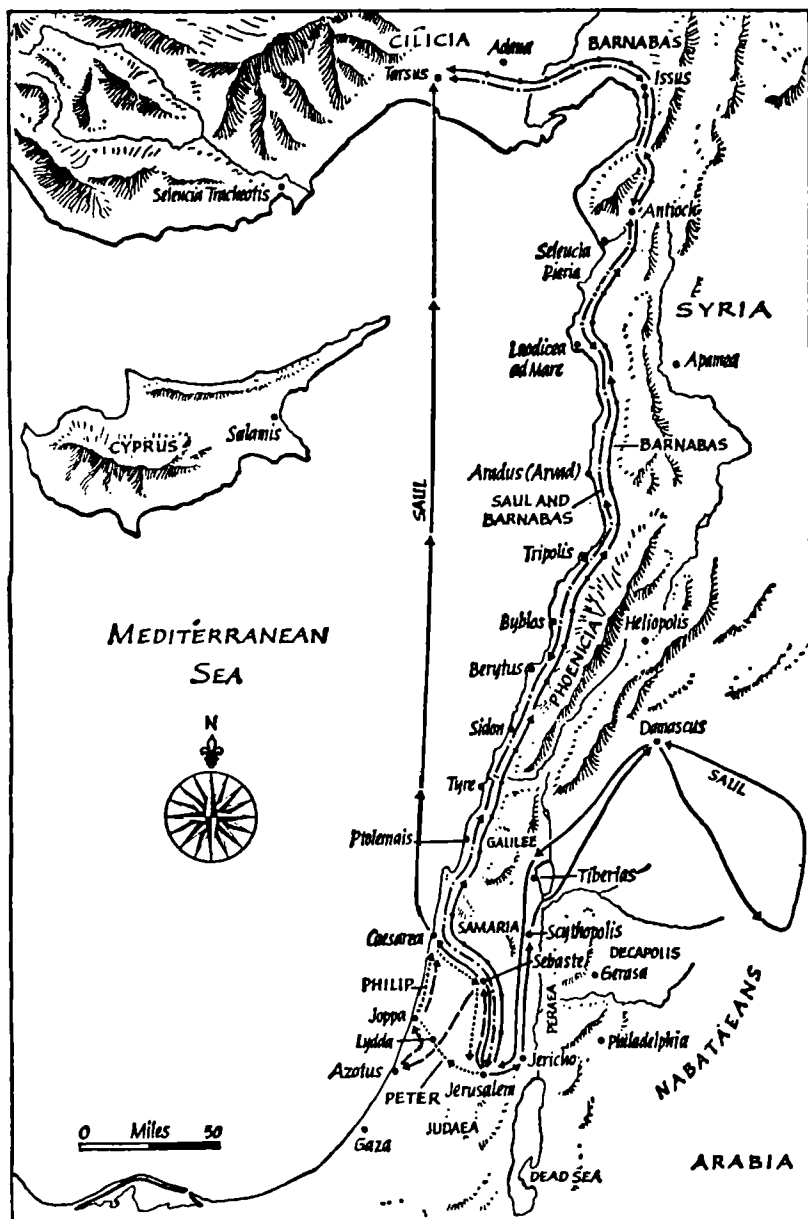 CILICIA
Adana
BARNABAS
Tarsus
Issus
Seleucia Tracheotis
Antioch
Seleucia
Pieria
SYRIA
Laodicea
ad Mare
Apamea
CYPRUS
Salamis
BARNABAS
Aradus (Arvad)
SAUL AND
BARNABAS
SAUL
Tripolis
Byblos
Heliopolis
PHOENICIA
MEDITERRANEAN
SEA
Berytus
N
Sidon
Damascus
SAUL
Tyre
Ptolemais
GALILEE
Tiberias
Caesarea
SAMARIA
Scythopolis
Sebaste
DECAPOLIS
Gerasa
PHILIP
PERAEA
NABATAEANS
Joppa
Lydda
Philadelphia
Azotus
Jericho
PETER
Jerusalem
0 Miles 50
Gaza
JUDAEA
ARABIA
DEAD SEA